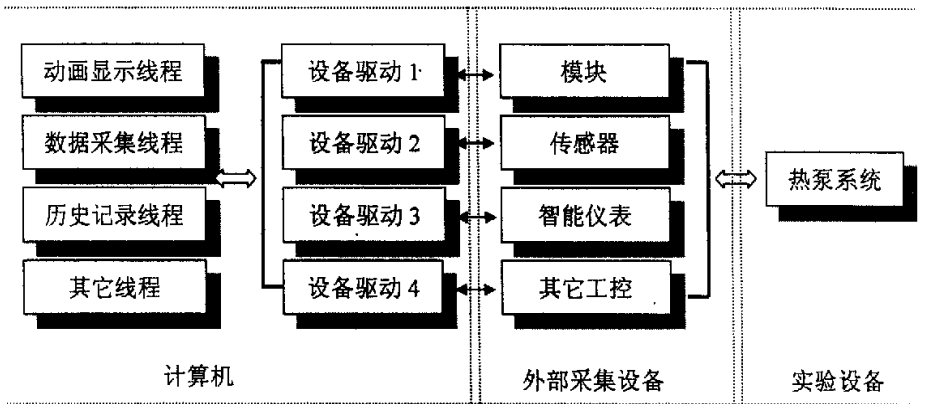 动画显示线程
数据采集线程
历史记录线程
其它线程
设备驱动 1
设备驱动 2
设备驱动 3
设备驱动 4
计算机
模块
传感器
智能仪表
其它工控
外部采集设备
热泵系统
实验设备